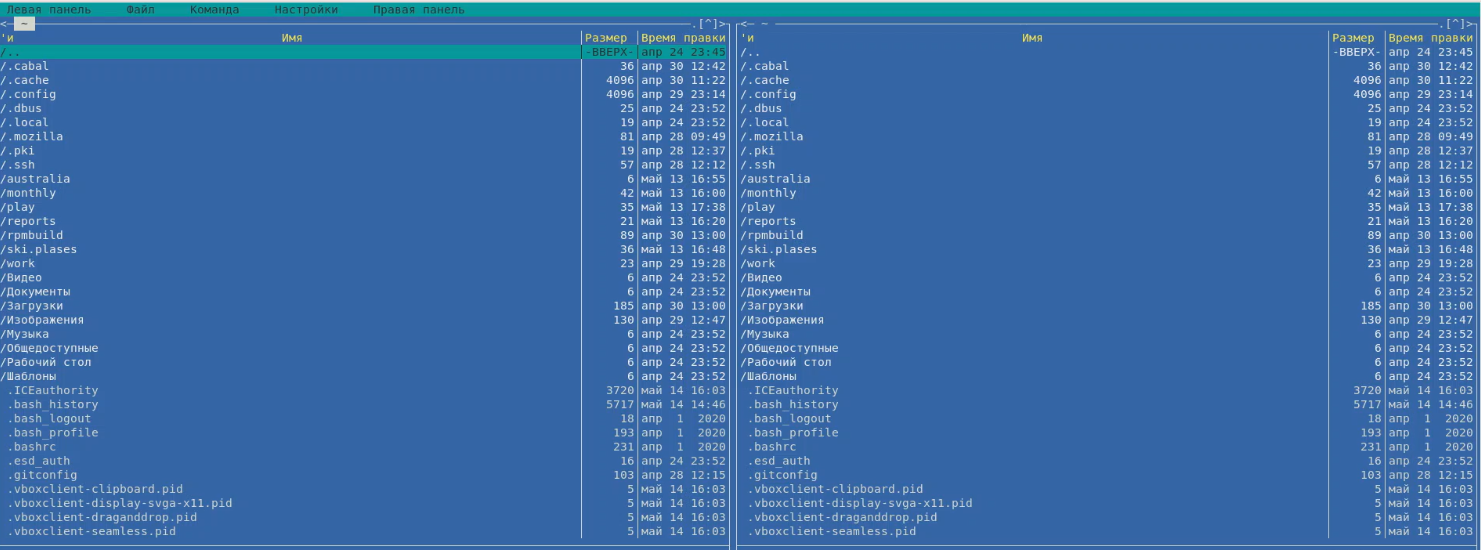 Левая панель Файл Команда Настройки Правая панель
<— ~ .[^]> <— ~ .[^]>
'и Имя Размер Время правки 'и Имя Размер Время правки
/.. -ВВЕРХ- апр 24 23:45 /.. -ВВЕРХ- апр 24 23:45
/.cabal 36 апр 30 12:42 /.cabal 36 апр 30 12:42
/.cache 4096 апр 30 11:22 /.cache 4096 апр 30 11:22
/.config 4096 апр 29 23:14 /.config 4096 апр 29 23:14
/.dbus 25 апр 24 23:52 /.dbus 25 апр 24 23:52
/.local 19 апр 24 23:52 /.local 19 апр 24 23:52
/.mozilla 81 апр 28 09:49 /.mozilla 81 апр 28 09:49
/.pki 19 апр 28 12:37 /.pki 19 апр 28 12:37
/.ssh 57 апр 28 12:12 /.ssh 57 апр 28 12:12
/australia 6 май 13 16:55 /australia 6 май 13 16:55
/monthly 42 май 13 16:00 /monthly 42 май 13 16:00
/play 35 май 13 17:38 /play 35 май 13 17:38
/reports 21 май 13 16:20 /reports 21 май 13 16:20
/rpmbuild 89 апр 30 13:00 /rpmbuild 89 апр 30 13:00
/ski.plases 36 май 13 16:48 /ski.plases 36 май 13 16:48
/work 23 апр 29 19:28 /work 23 апр 29 19:28
/Видео 6 апр 24 23:52 /Видео 6 апр 24 23:52
/Документы 6 апр 24 23:52 /Документы 6 апр 24 23:52
/Загрузки 185 апр 30 13:00 /Загрузки 185 апр 30 13:00
/Изображения 130 апр 29 12:47 /Изображения 130 апр 29 12:47
/Музыка 6 апр 24 23:52 /Музыка 6 апр 24 23:52
/Общедоступные 6 апр 24 23:52 /Общедоступные 6 апр 24 23:52
/Рабочий стол 6 апр 24 23:52 /Рабочий стол 6 апр 24 23:52
/Шаблоны 6 апр 24 23:52 /Шаблоны 6 апр 24 23:52
.ICEauthority 3720 май 14 16:03 .ICEauthority 3720 май 14 16:03
.bash_history 5717 май 14 14:46 .bash_history 5717 май 14 14:46
.bash_logout 18 апр 1 2020 .bash_logout 18 апр 1 2020
.bash_profile 193 апр 1 2020 .bash_profile 193 апр 1 2020
.bashrc 231 апр 1 2020 .bashrc 231 апр 1 2020
.esd_auth 16 апр 24 23:52 .esd_auth 16 апр 24 23:52
.gitconfig 103 апр 28 12:15 .gitconfig 103 апр 28 12:15
.vboxclient-clipboard.pid 5 май 14 16:03 .vboxclient-clipboard.pid 5 май 14 16:03
.vboxclient-display-svga-x11.pid 5 май 14 16:03 .vboxclient-display-svga-x11.pid 5 май 14 16:03
.vboxclient-draganddrop.pid 5 май 14 16:03 .vboxclient-draganddrop.pid 5 май 14 16:03
.vboxclient-seamless.pid 5 май 14 16:03 .vboxclient-seamless.pid 5 май 14 16:03